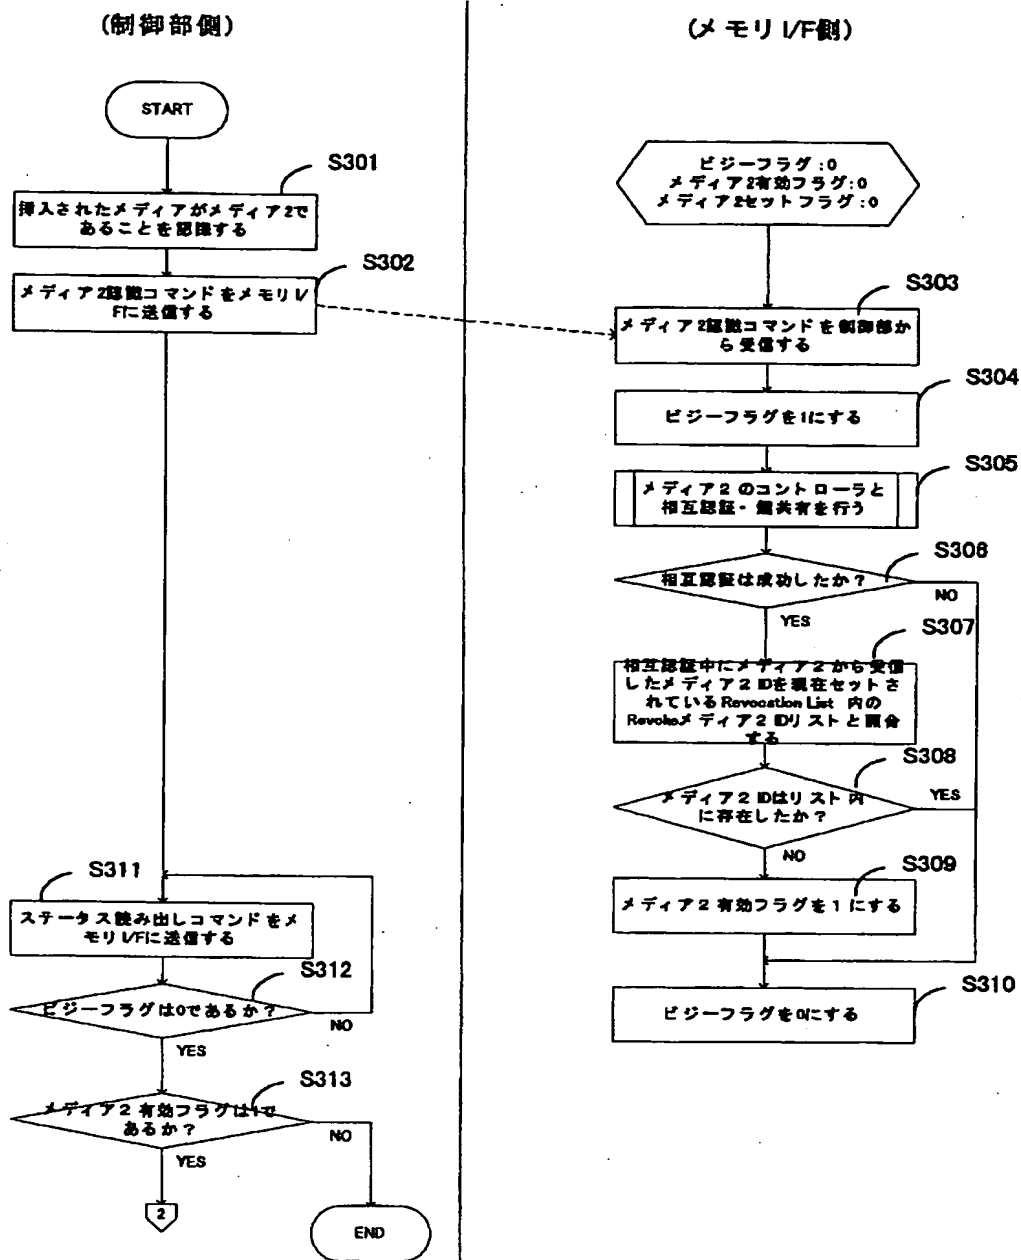 (制御部側)
START
S301
挿入されたメディアがメディア2で
あることを認識する
S302
メディア2認識コマンドをメモリI/
Fに送信する
S311
ステータス読み出しコマンドをメ
モリI/Fに送信する
S312
ビジーフラグは0であるか?
NO
YES
S313
メディア2 有効フラグは1で
あるか?
NO
YES
2
END
(メモリI/F側)
ビジーフラグ:0
メディア2有効フラグ:0
メディア2セットフラグ:0
S303
メディア2認識コマンドを制御部か
ら受信する
S304
ビジーフラグを1にする
S305
メディア2 のコントローラと
相互認証・鍵共有を行う
S306
相互認証は成功したか?
NO
YES
S307
相互認証中にメディア2 から受信
したメディア2 IDを現在セットさ
れているRevocation List 内の
Revokeメディア2 IDリストと照合
する
S308
メディア2 IDはリスト内
に存在したか?
YES
NO
S309
メディア2 有効フラグを1 にする
S310
ビジーフラグを0にする